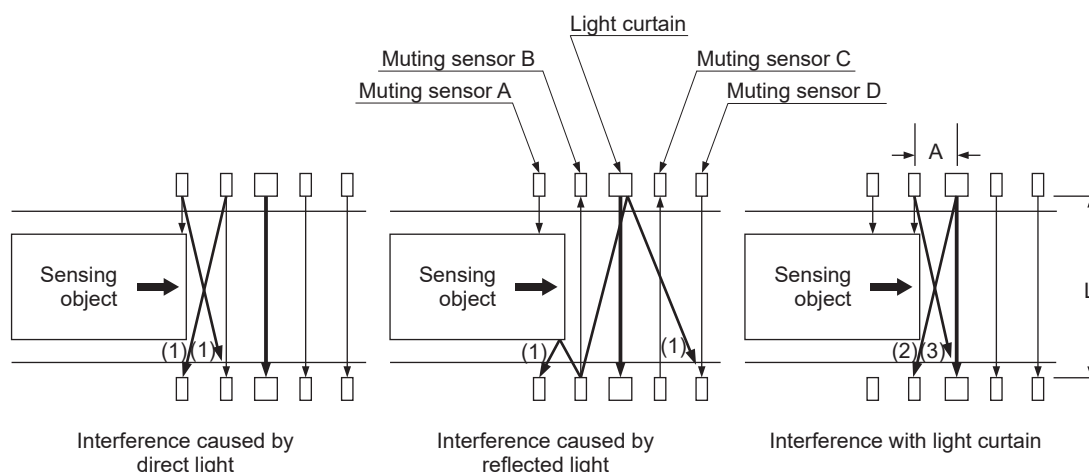 Light curtain
Muting sensor B
Muting sensor C
Muting sensor A
Muting sensor D
A
Sensing
object
(1)
(1)
Sensing
object
(1)
(1)
Sensing
object
(2)
(3)
L
Interference caused by
direct light
Interference caused by
reflected light
Interference with light curtain